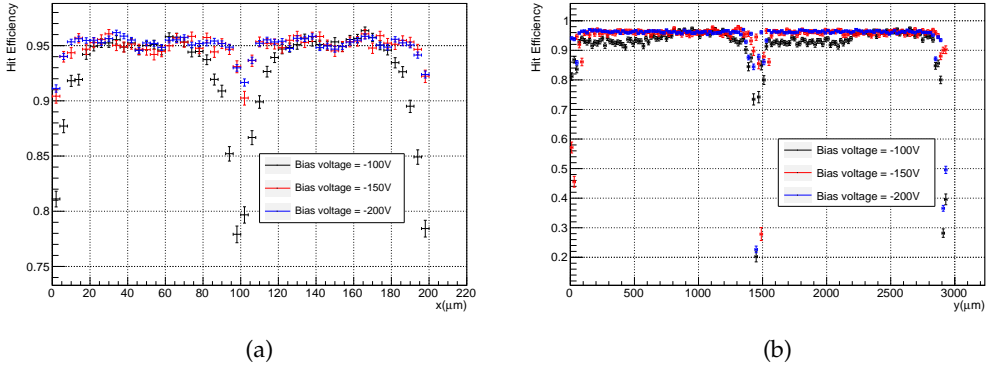 Hit Efficiency
0.95
0.9
0.85
0.8
0.75
Bias voltage = -100V
Bias voltage = -150V
Bias voltage = -200V
0 20 40 60 80 100 120 140 160 180 200 220
x(μm)
(a)
Hit Efficiency
1
0.9
0.8
0.7
0.6
0.5
0.4
0.3
0.2
Bias voltage = -100V
Bias voltage = -150V
Bias voltage = -200V
0 500 1000 1500 2000 2500 3000
y(μm)
(b)